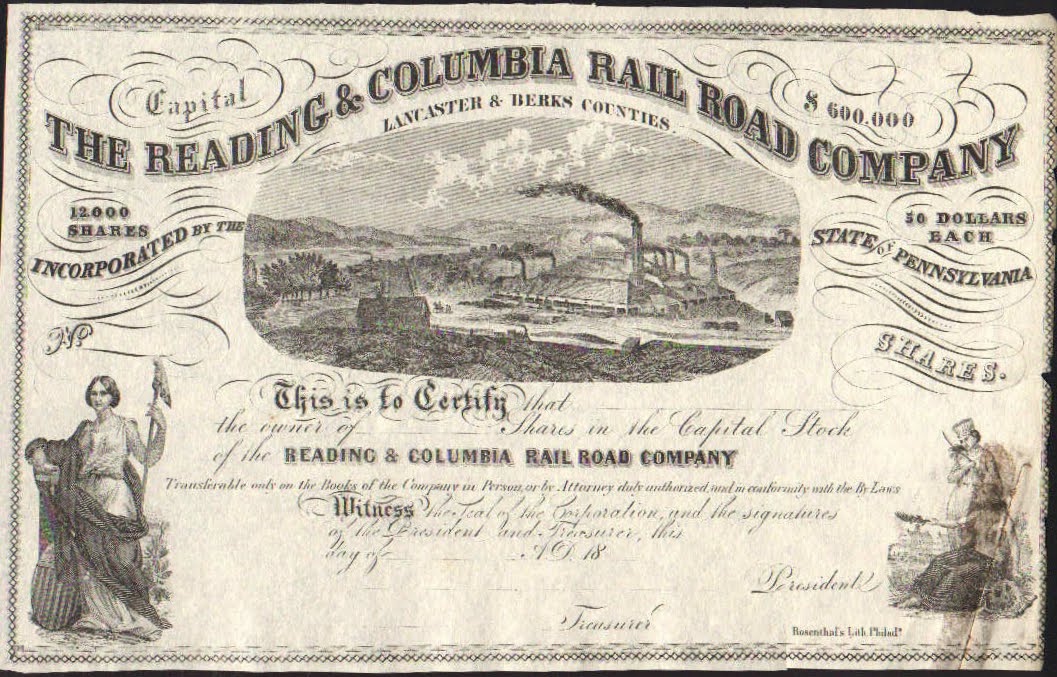 Capital
$ 600.000
THE READING & COLUMBIA RAIL ROAD COMPANY
LANCASTER & BERKS COUNTIES.
12.000
SHARES
50 DOLLARS
EACH
INCORPORATED BY THE
STATE OF PENNSYLVANIA
No
SHARES.
This is to Certify that
the owner of Shares in the Capital Stock
of the READING & COLUMBIA RAIL ROAD COMPANY
Transferable only on the Books of the Company in Person, or by Attorney duly authorized, and in conformity with the By Laws
Witness the Seal of the Corporation, and the signatures
of the President and Treasurer, this
day of A.D. 18
President
Treasurer
Rosenthal's Lith. Philada